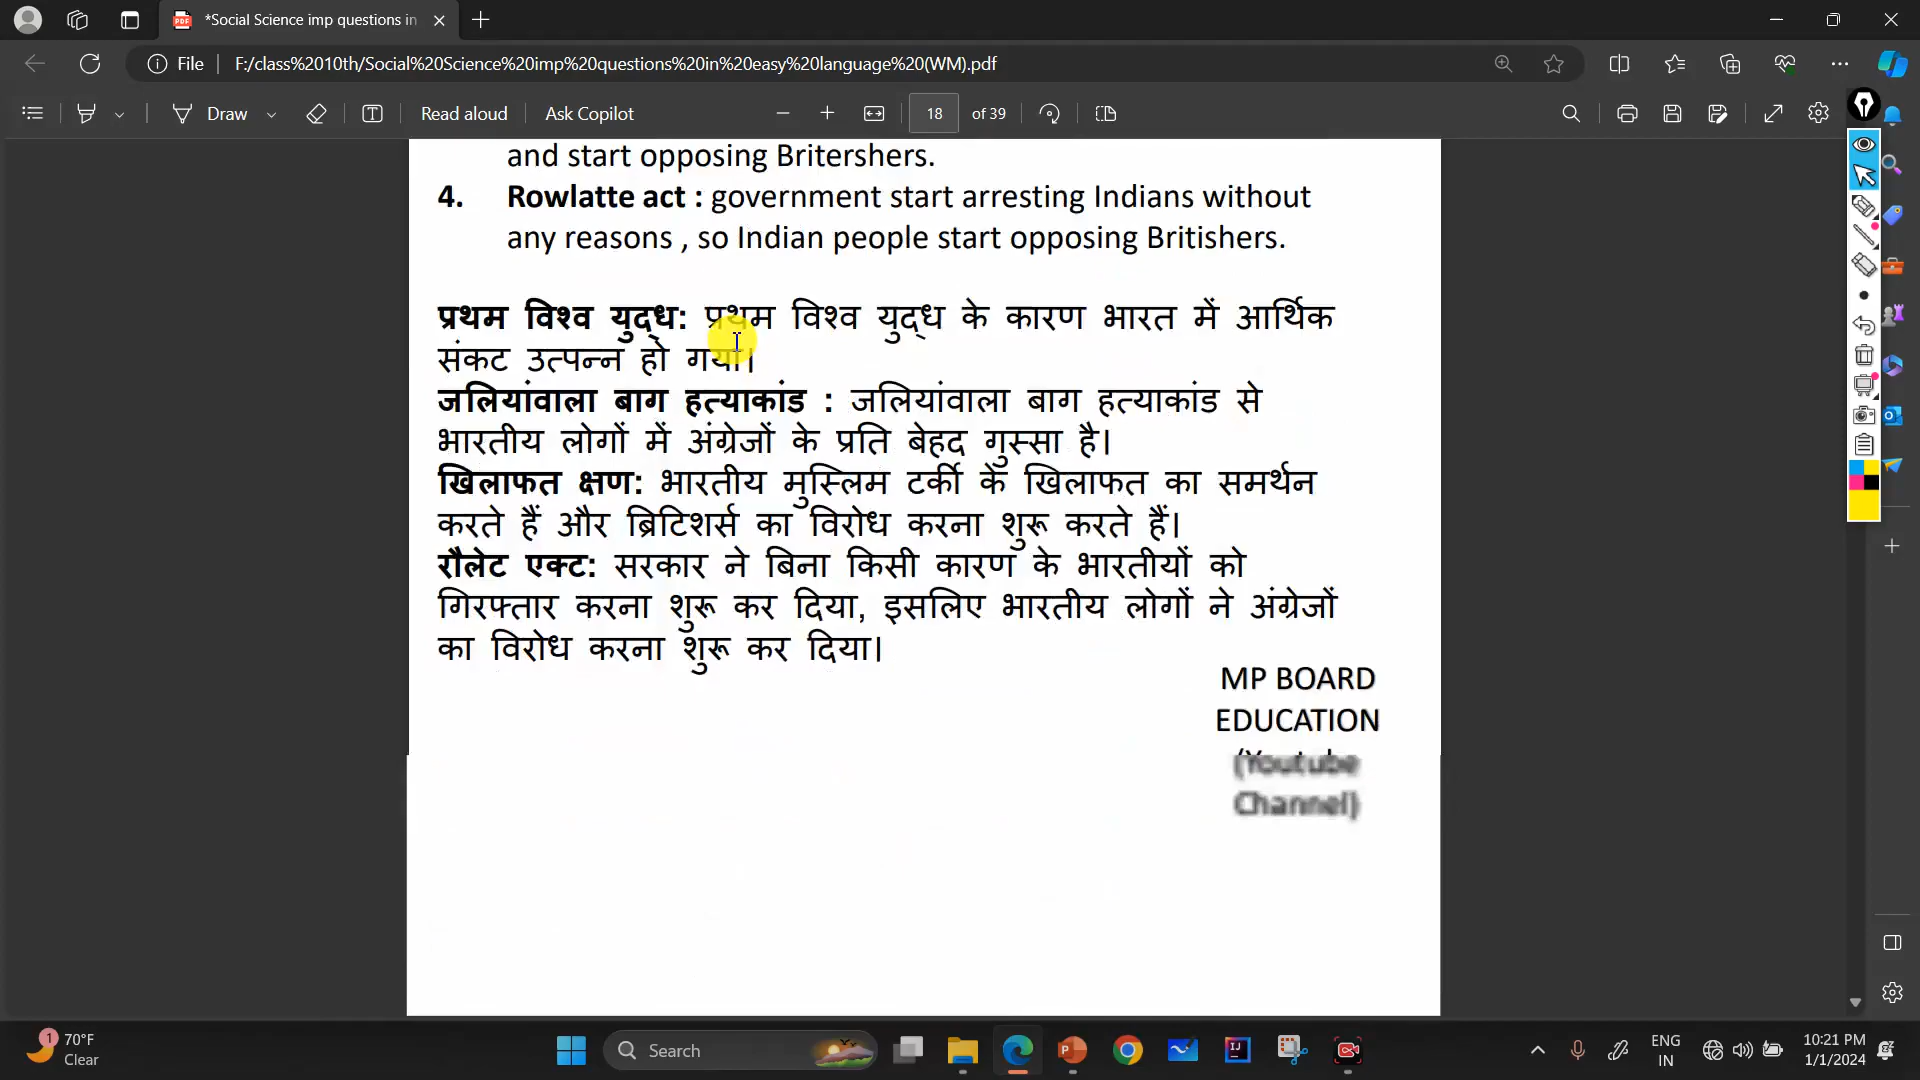 *Social Science imp questions in
File
F:/class%2010th/Social%20Science%20imp%20questions%20in%20easy%20language%20(WM).pdf
Draw
Read aloud
Ask Copilot
18
of 39
and start opposing Britershers.
4. Rowlatte act : government start arresting Indians without
any reasons , so Indian people start opposing Britishers.
प्रथम विश्व युद्ध: प्रथम विश्व युद्ध के कारण भारत में आर्थिक
संकट उत्पन्न हो गया।
जलियांवाला बाग हत्याकांड : जलियांवाला बाग हत्याकांड से
भारतीय लोगों में अंग्रेजों के प्रति बेहद गुस्सा है।
खिलाफत क्षण: भारतीय मुस्लिम टर्की के खिलाफत का समर्थन
करते हैं और ब्रिटिशर्स का विरोध करना शुरू करते हैं।
रौलेट एक्ट: सरकार ने बिना किसी कारण के भारतीयों को
गिरफ्तार करना शुरू कर दिया, इसलिए भारतीय लोगों ने अंग्रेजों
का विरोध करना शुरू कर दिया।
MP BOARD
EDUCATION
(Youtube
Channel)
1
70°F
Clear
Search
ENG
IN
10:21 PM
1/1/2024